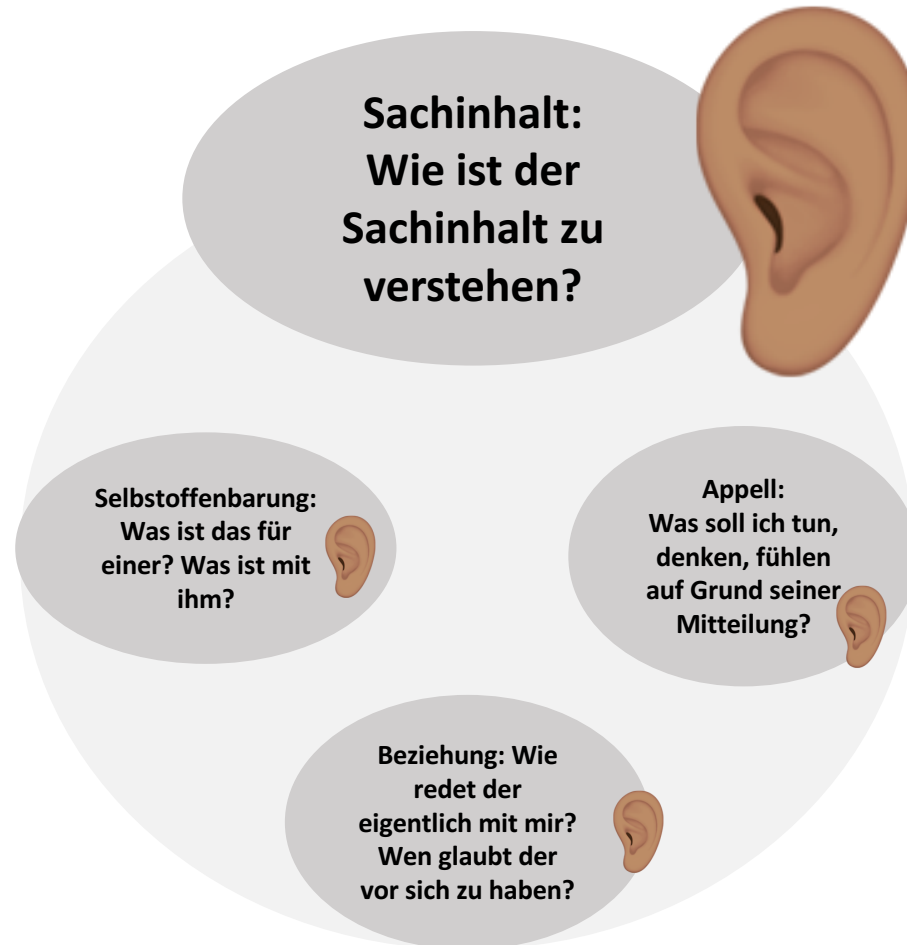 Sachinhalt:
Wie ist der
Sachinhalt zu
verstehen?
Selbstoffenbarung:
Was ist das für
einer? Was ist mit
ihm?
Appell:
Was soll ich tun,
denken, fühlen
auf Grund seiner
Mitteilung?
Beziehung: Wie
redet der
eigentlich mit mir?
Wen glaubt der
vor sich zu haben?